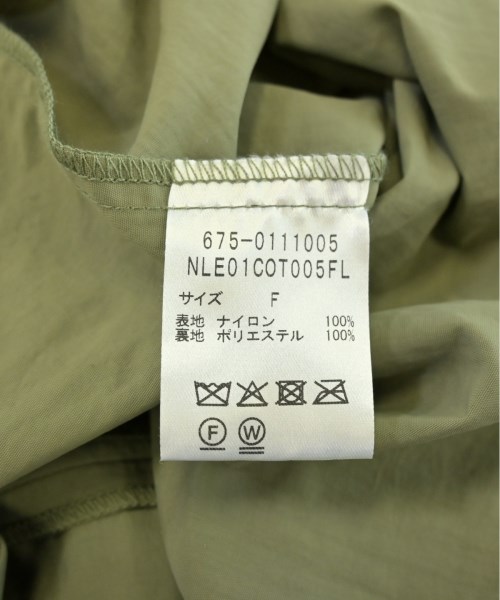 675-0111005
NLE01COT005FL
サイズ F
表地 ナイロン 100%
裏地 ポリエステル 100%
F W